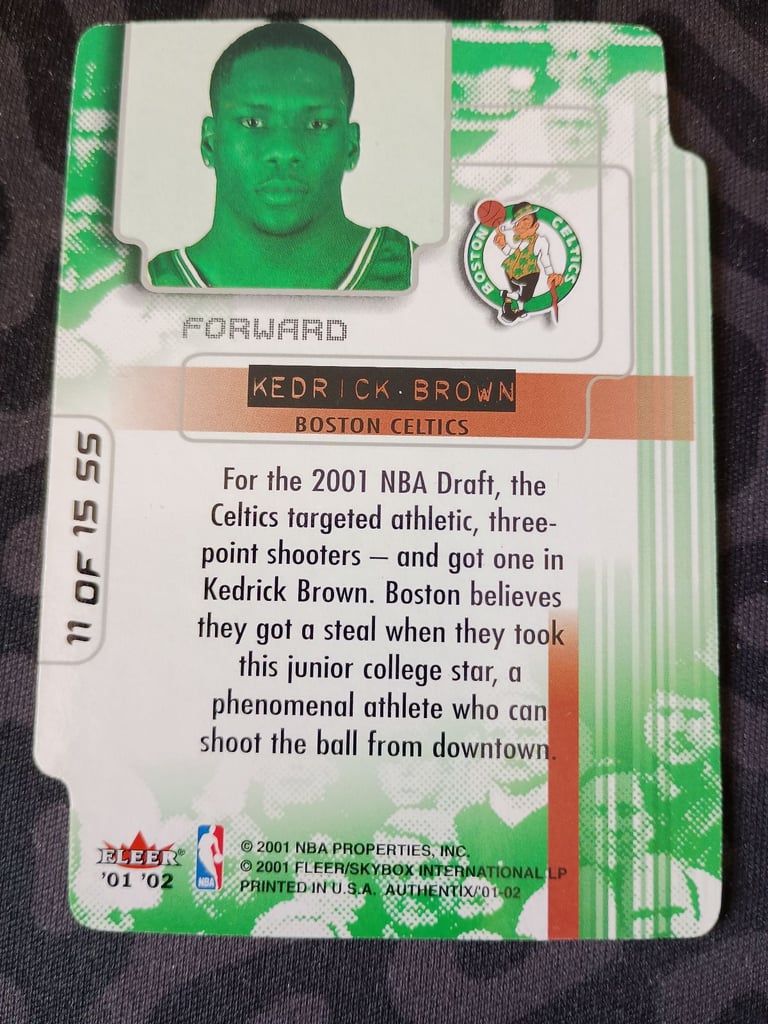 BOSTON CELTICS
FORWARD
KEDRICK BROWN
BOSTON CELTICS
11 OF 15 SS
For the 2001 NBA Draft, the
Celtics targeted athletic, three-
point shooters – and got one in
Kedrick Brown. Boston believes
they got a steal when they took
this junior college star, a
phenomenal athlete who can
shoot the ball from downtown.
FLEER®
'01 '02
NBA
© 2001 NBA PROPERTIES, INC.
© 2001 FLEER/SKYBOX INTERNATIONAL LP
PRINTED IN U.S.A. AUTHENTIX/'01-02